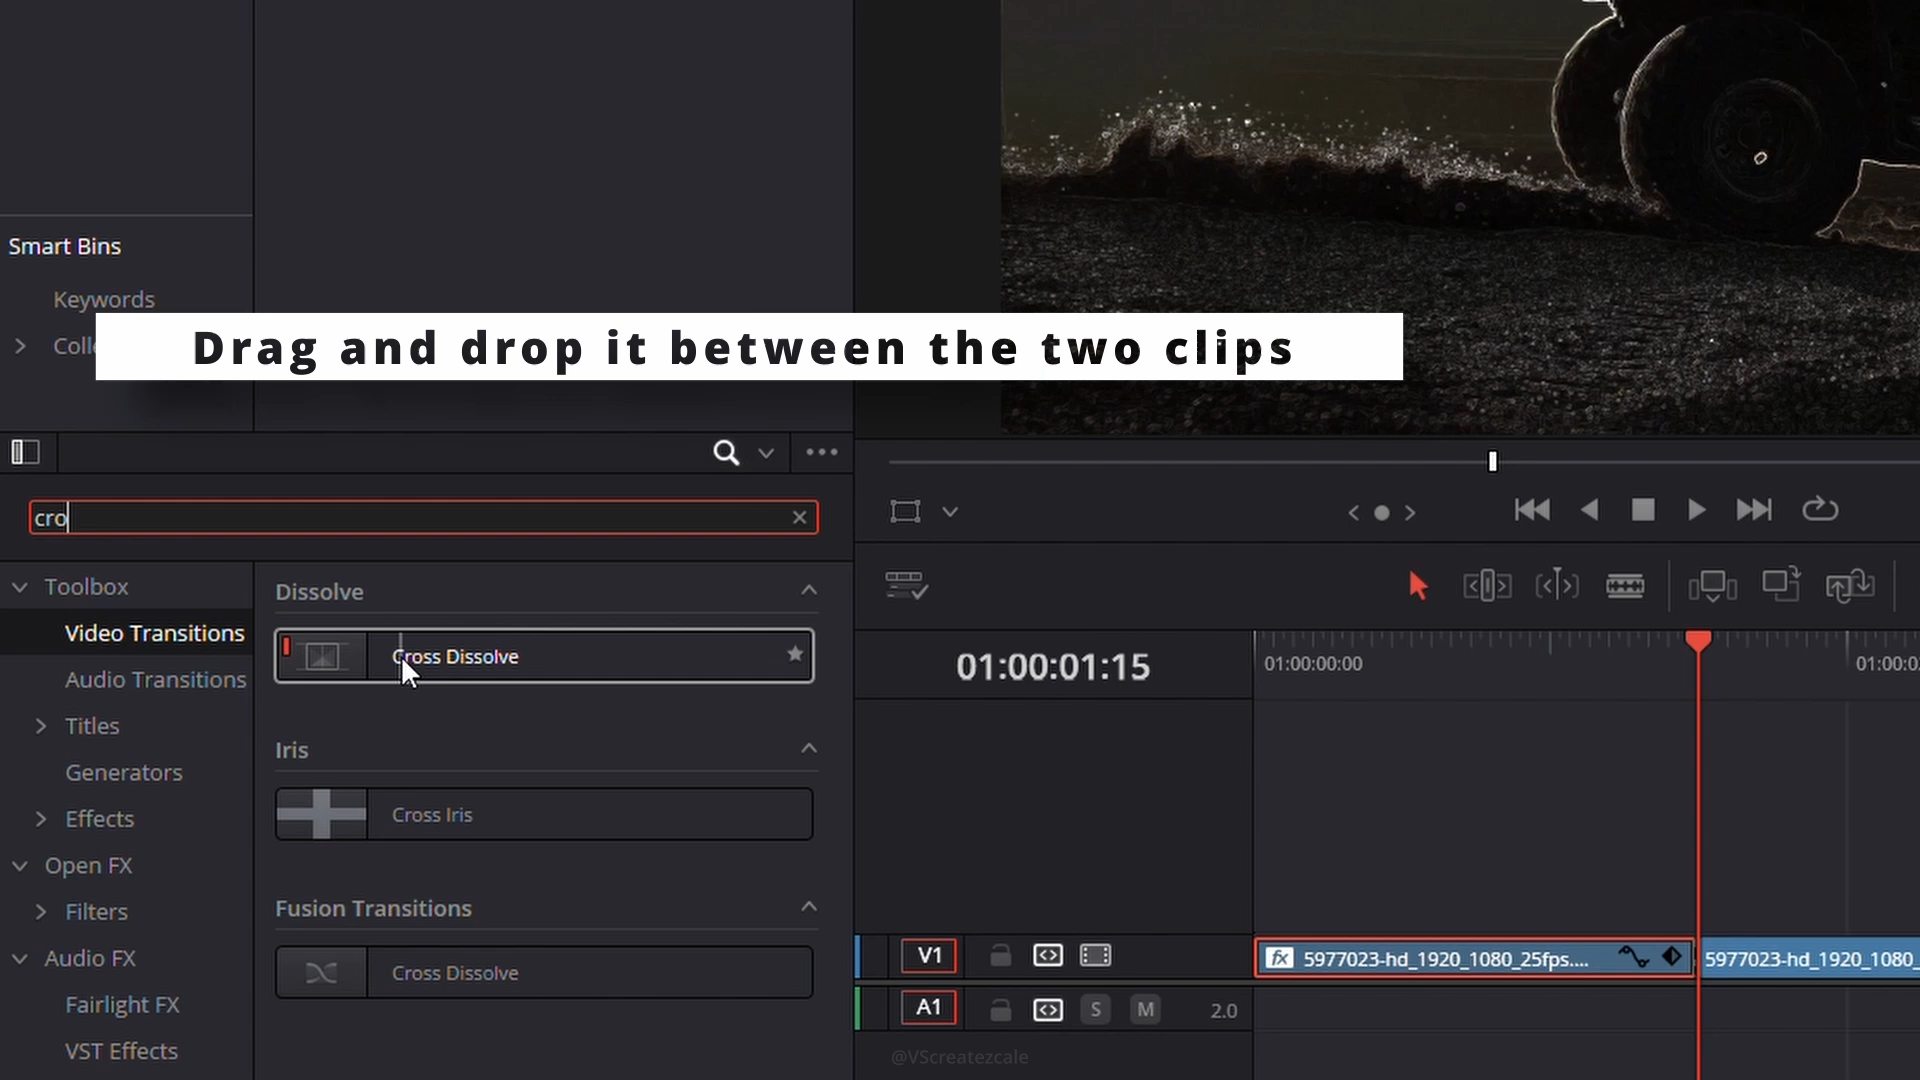 Smart Bins
Keywords
Colle
Drag and drop it between the two clips
cro
Toolbox
Video Transitions
Audio Transitions
Titles
Generators
Effects
Open FX
Filters
Audio FX
Fairlight FX
VST Effects
Dissolve
Cross Dissolve
Iris
Cross Iris
Fusion Transitions
Cross Dissolve
01:00:01:15
01:00:00:00
01:00:0
V1
fx 5977023-hd_1920_1080_25fps....
5977023-hd_1920_1080_
A1
S M 2.0
@VScreatezcale